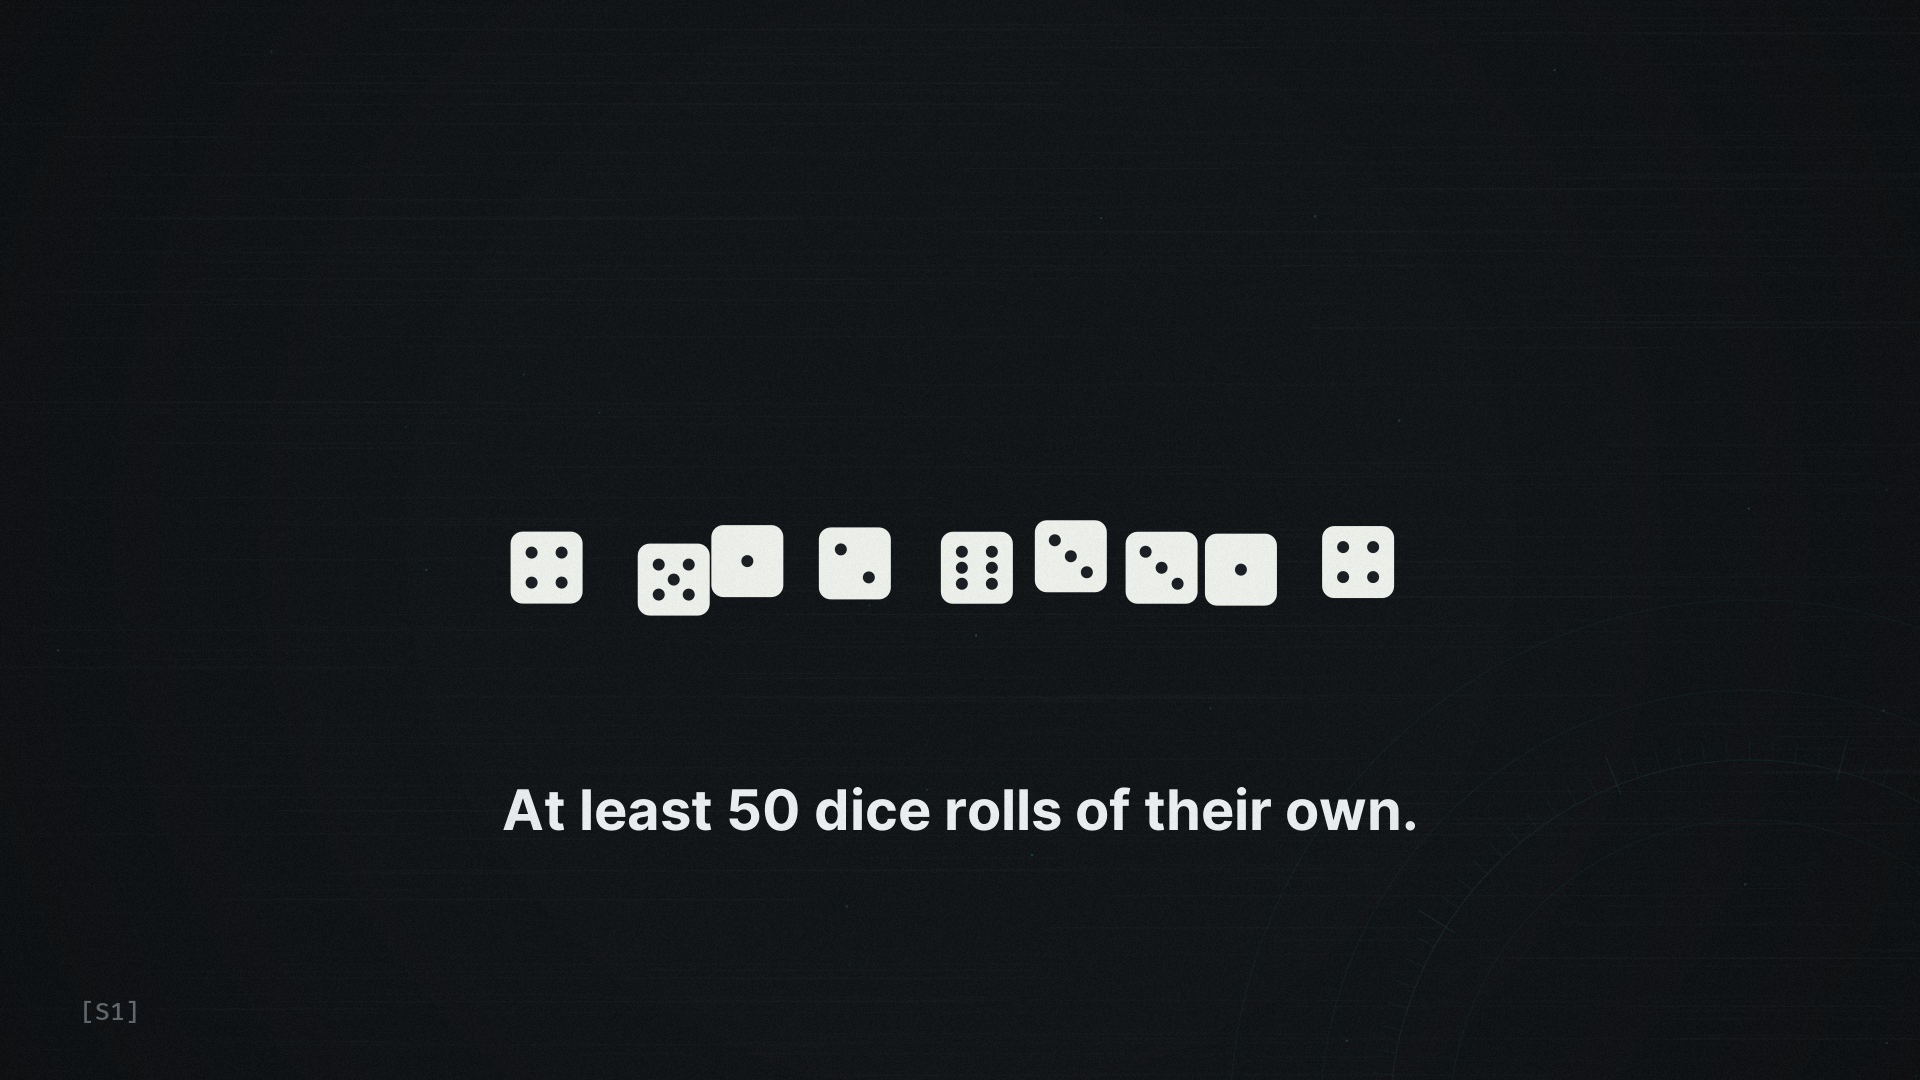 At least 50 dice rolls of their own.
[S1]